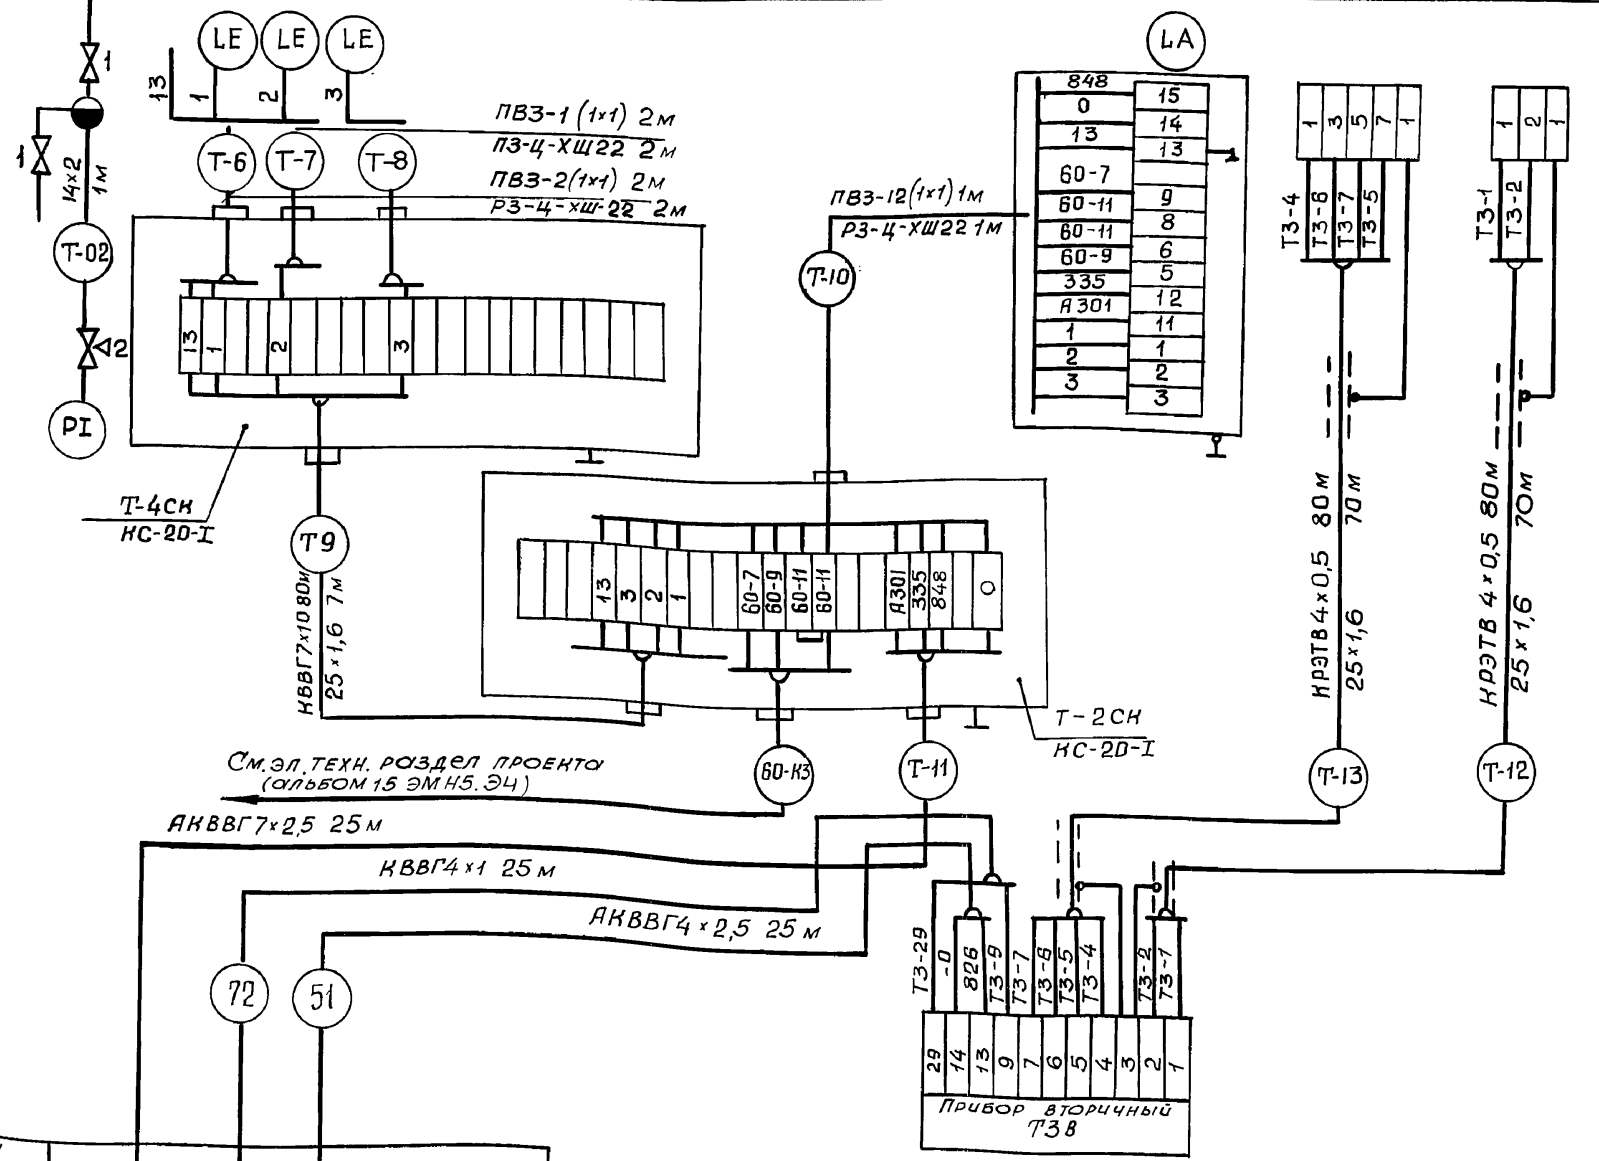 1
1
14×2
1м
Т-02
2
PI
LE
LE
LE
13
1
2
3
ПВ3-1 (1×1) 2м
П3-Ц-ХШ22 2м
ПВ3-2(1×1) 2м
Р3-Ц-ХШ-22 2м
Т-6
Т-7
Т-8
13
1
2
3
Т-4СК
КС-20-I
Т9
КВВГ7×10 80м
25×1,6 7м
ПВ3-12(1×1) 1м
Р3-Ц-ХШ22 1м
Т-10
LA
848
0
13
60-7
60-11
60-11
60-9
335
А301
1
2
3
15
14
13
9
8
6
5
12
11
1
2
3
13
3
2
1
60-7
60-9
60-11
60-11
А301
335
848
0
Т-2СК
КС-20-I
60-К3
Т-11
См. эл. техн. раздел проекта
(альбом 15 ЭМН5.ЭЦ)
АКВВГ7×2,5 25м
КВВГ4×1 25м
АКВВГ4×2,5 25м
72
51
1
3
5
7
1
Т3-4
Т3-6
Т3-7
Т3-5
КРЭТВ 4×0,5 80м
25×1,6 70м
Т-13
1
2
1
Т3-1
Т3-2
КРЭТВ 4×0,5 80м
25×1,6 70м
Т-12
Т3-29
-0
826
Т3-9
Т3-7
Т3-6
Т3-5
Т3-4
Т3-2
Т3-1
29
14
13
9
7
6
5
4
3
2
1
Прибор вторичный
Т3В